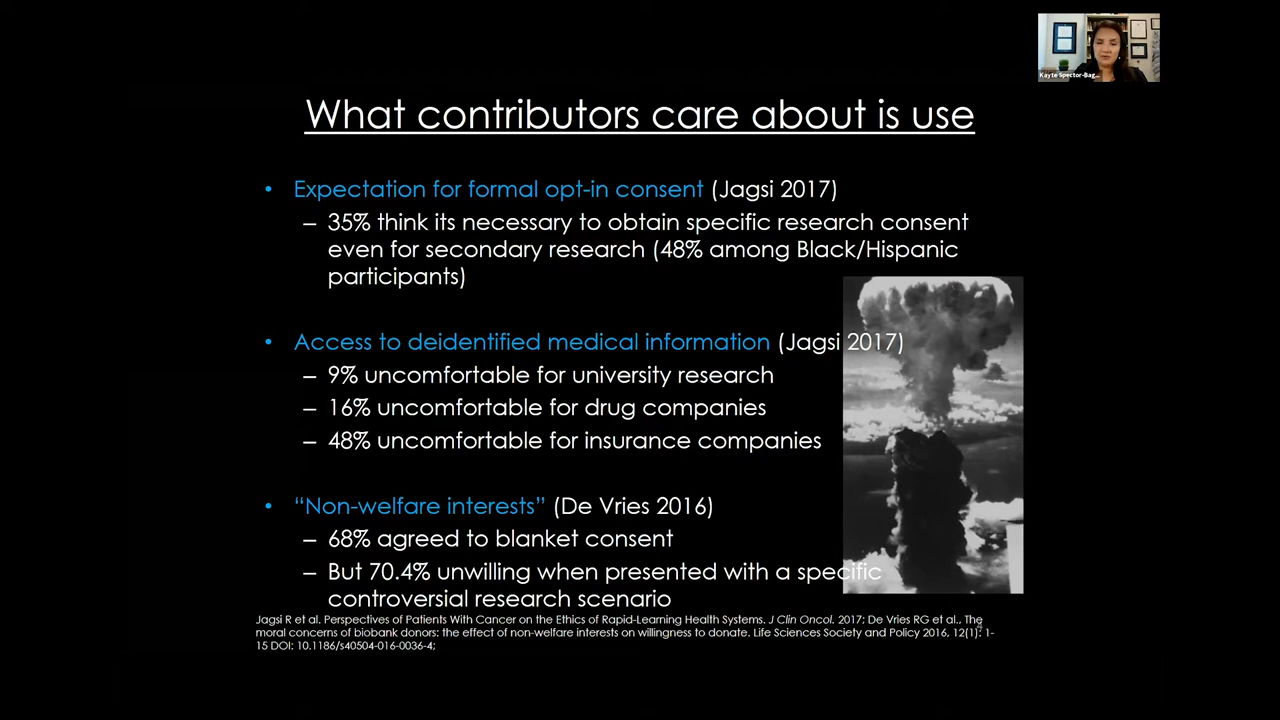 Kayte Spector-Bag...
What contributors care about is use
• Expectation for formal opt-in consent (Jagsi 2017)
– 35% think its necessary to obtain specific research consent
even for secondary research (48% among Black/Hispanic
participants)
• Access to deidentified medical information (Jagsi 2017)
– 9% uncomfortable for university research
– 16% uncomfortable for drug companies
– 48% uncomfortable for insurance companies
• “Non-welfare interests” (De Vries 2016)
– 68% agreed to blanket consent
– But 70.4% unwilling when presented with a specific
controversial research scenario
Jagsi R et al. Perspectives of Patients With Cancer on the Ethics of Rapid-Learning Health Systems. J Clin Oncol. 2017; De Vries RG et al., The
moral concerns of biobank donors: the effect of non-welfare interests on willingness to donate. Life Sciences Society and Policy 2016, 12(1): 1-
15 DOI: 10.1186/s40504-016-0036-4;